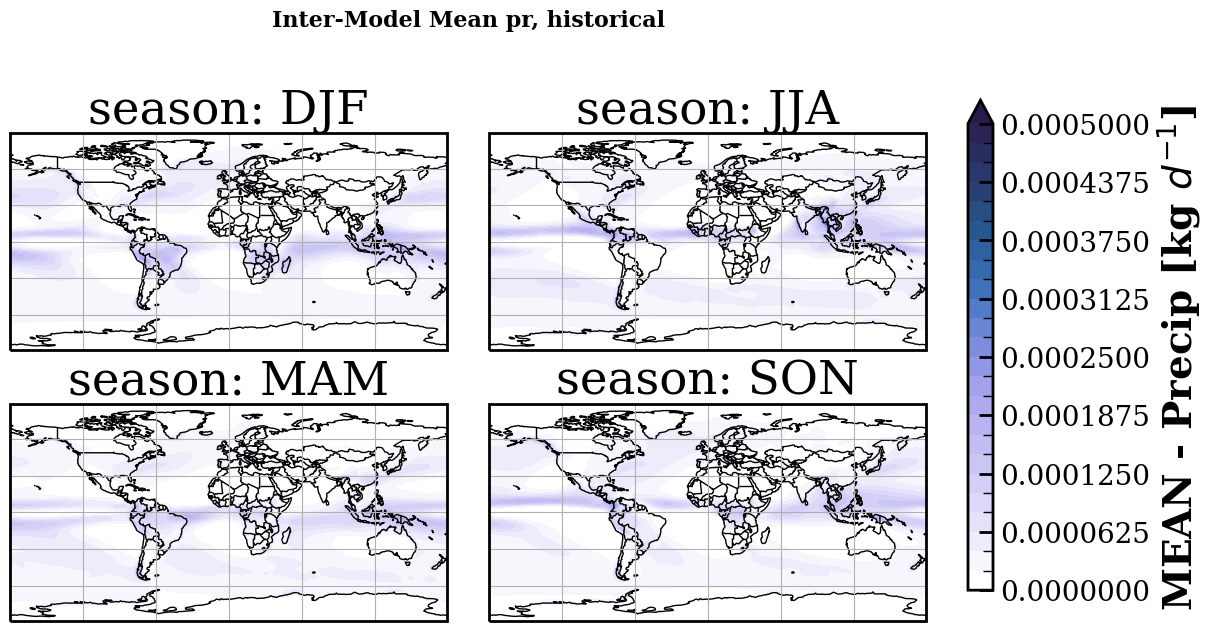 Inter-Model Mean pr, historical
season: DJF
season: JJA
season: MAM
season: SON
0.0005000
0.0004375
0.0003750
0.0003125
0.0002500
0.0001875
0.0001250
0.0000625
0.0000000
MEAN - Precip [kg d⁻¹]